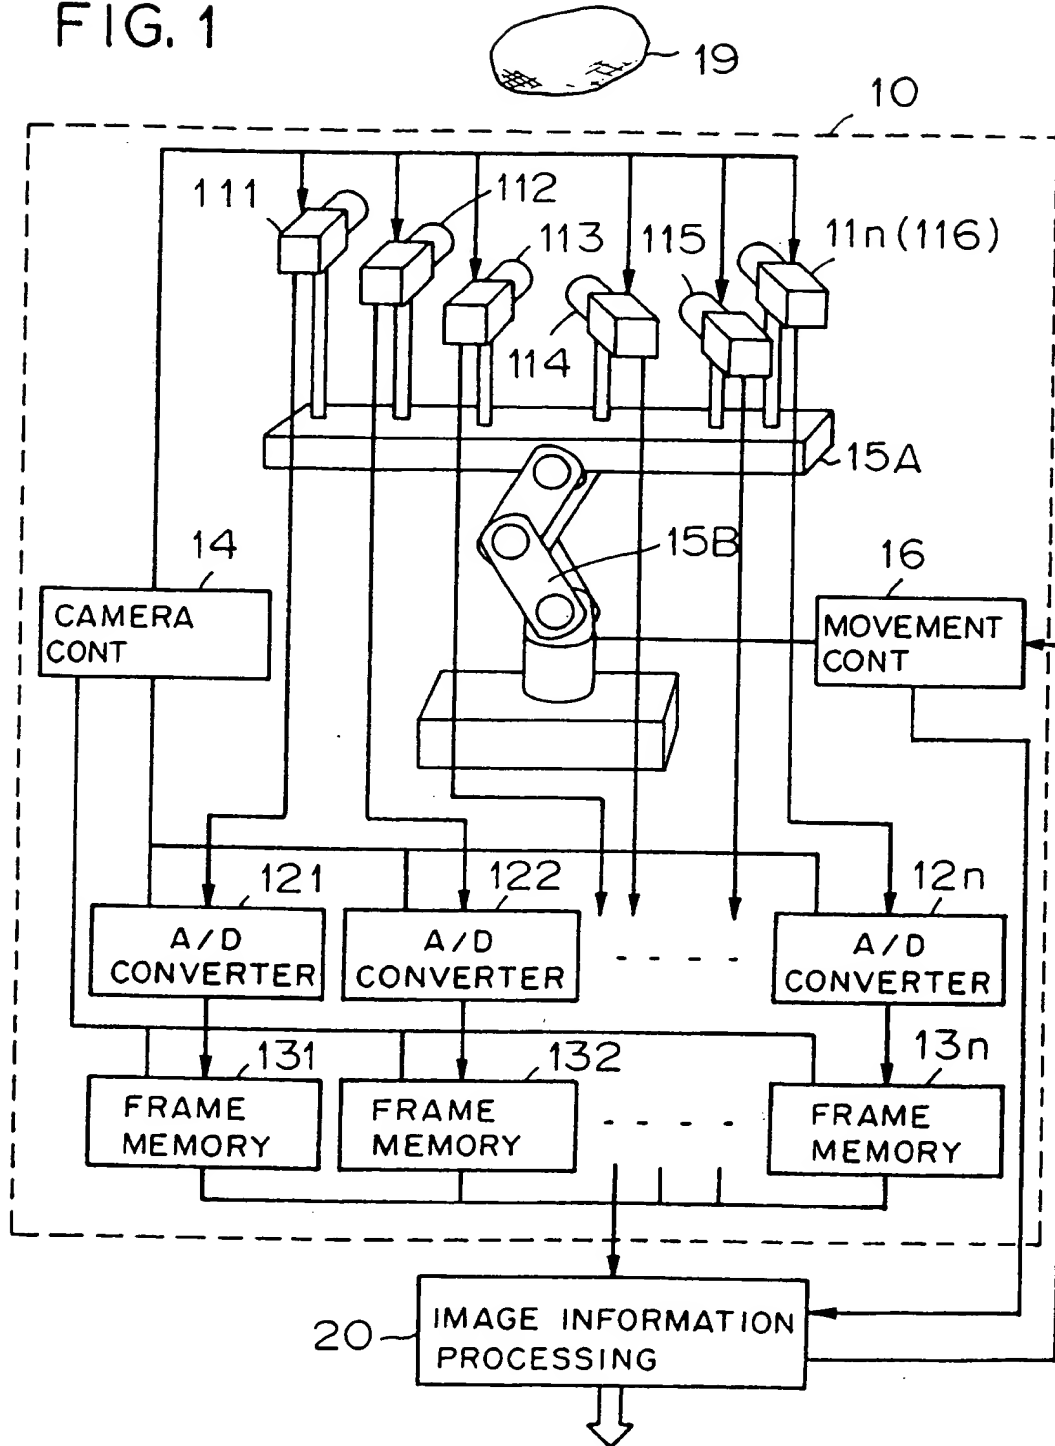 FIG. 1
19
10
111
112
113
115
11n(116)
114
15A
15B
14
16
CAMERA
CONT
MOVEMENT
CONT
121
122
12n
A/D
CONVERTER
A/D
CONVERTER
A/D
CONVERTER
131
132
13n
FRAME
MEMORY
FRAME
MEMORY
FRAME
MEMORY
20
IMAGE INFORMATION
PROCESSING